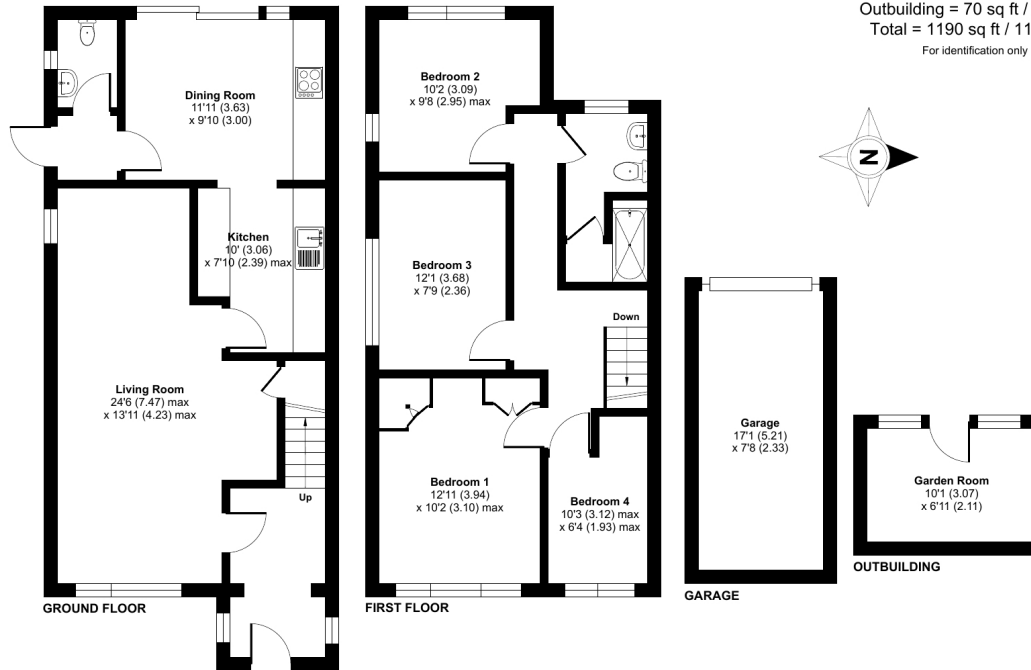 Outbuilding = 70 sq ft /
Total = 1190 sq ft / 11
For identification only
Dining Room
11'11 (3.63)
x 9'10 (3.00)
Kitchen
10' (3.06)
x 7'10 (2.39) max
Living Room
24'6 (7.47) max
x 13'11 (4.23) max
Up
GROUND FLOOR
Bedroom 2
10'2 (3.09)
x 9'8 (2.95) max
Bedroom 3
12'1 (3.68)
x 7'9 (2.36)
Down
Bedroom 1
12'11 (3.94)
x 10'2 (3.10) max
Bedroom 4
10'3 (3.12) max
x 6'4 (1.93) max
FIRST FLOOR
N
Garage
17'1 (5.21)
x 7'8 (2.33)
GARAGE
Garden Room
10'1 (3.07)
x 6'11 (2.11)
OUTBUILDING